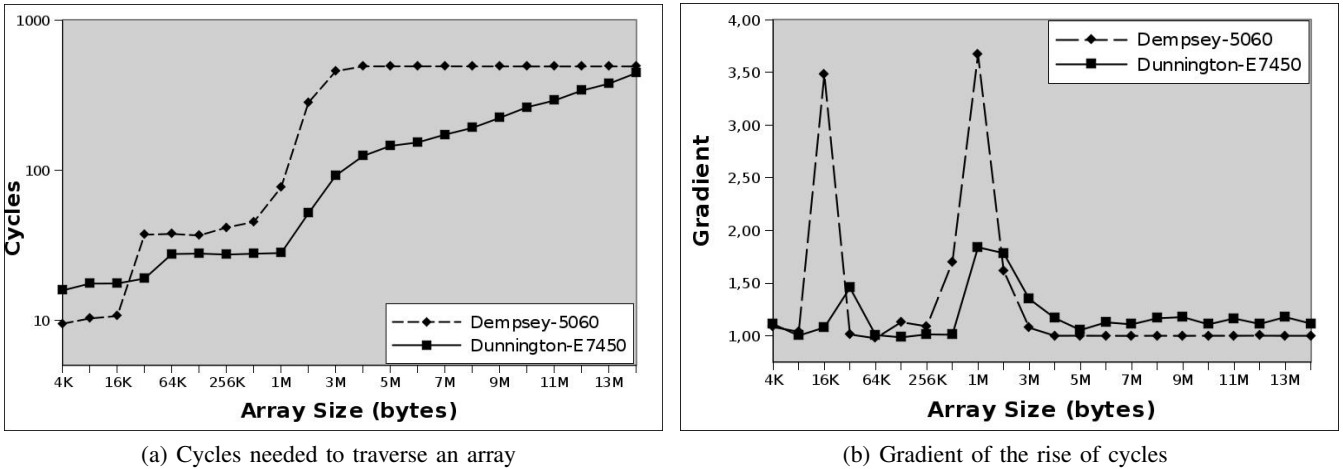 1000
100
10
Cycles
4K 16K 64K 256K 1M 3M 5M 7M 9M 11M 13M
Array Size (bytes)
Dempsey-5060
Dunnington-E7450
(a) Cycles needed to traverse an array
4,00
3,50
3,00
2,50
2,00
1,50
1,00
Gradient
4K 16K 64K 256K 1M 3M 5M 7M 9M 11M 13M
Array Size (bytes)
Dempsey-5060
Dunnington-E7450
(b) Gradient of the rise of cycles